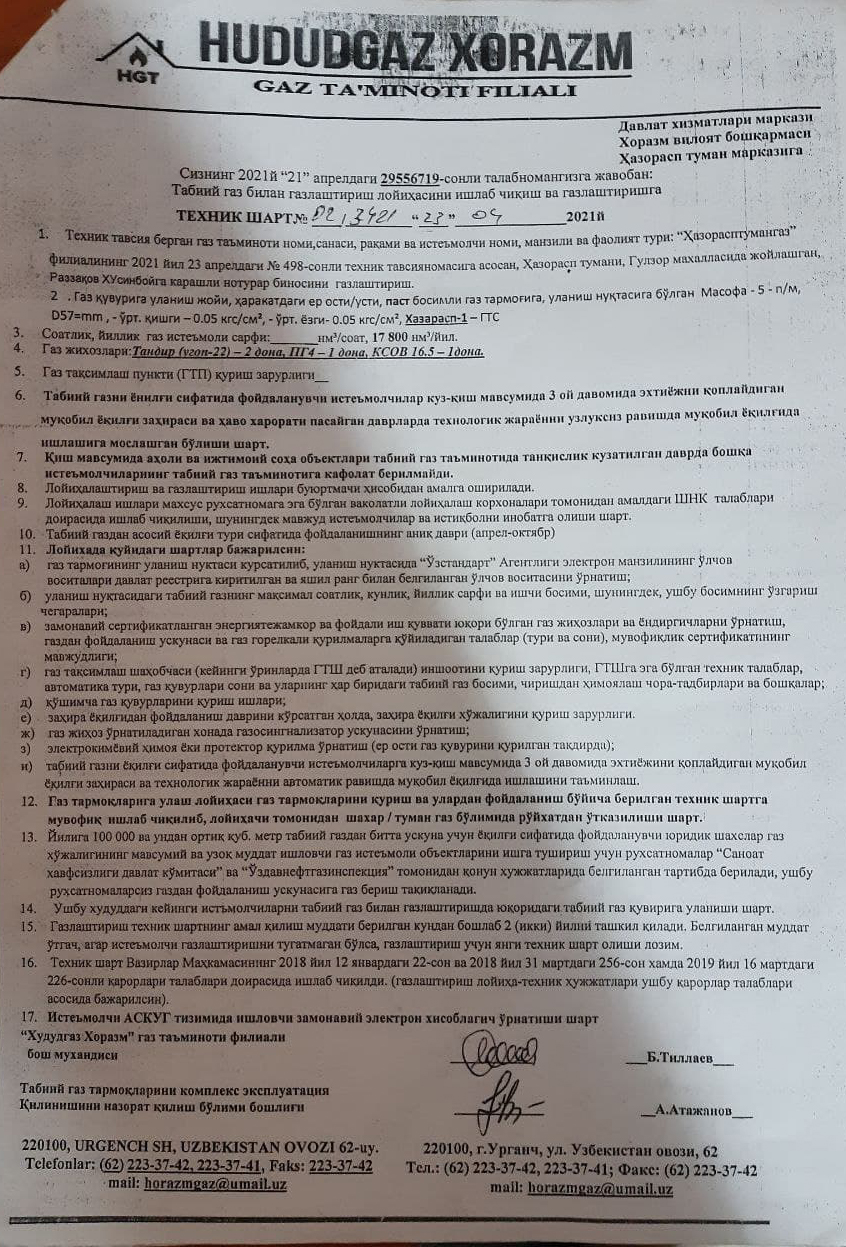 HGT
HUDUDGAZ XORAZM
GAZ TA'MINOTI FILIALI
Давлат хизматлари маркази
Хоразм вилоят бошқармаси
Ҳазорасп туман марказига
Сизнинг 2021й “21” апрелдаги 29556719-сонли талабномангизга жавобан:
Табиий газ билан газлаштириш лойиҳасини ишлаб чиқиш ва газлаштиришга
ТЕХНИК ШАРТ№ 22/3421 “23” 04 2021й
1. Техник тавсия берган газ таъминоти номи,санаси, рақами ва истеъмолчи номи, манзили ва фаолият тури: “Ҳазорасптумангаз”
филиалининг 2021 йил 23 апрелдаги № 498-сонли техник тавсияномасига асосан, Ҳазорасп тумани, Гулзор махалласида жойлашган,
Раззақов ХУсинбойга карашли нотурар биносини газлаштириш.
2 . Газ қувурига уланиш жойи, ҳаракатдаги ер ости/усти, паст босимли газ тармоғига, уланиш нуқтасига бўлган Масофа - 5 - п/м,
D57=mm , - ўрт. қишги – 0.05 кгс/см², - ўрт. ёзги- 0.05 кгс/см², Хазарасп-1 – ГТС
3. Соатлик, йиллик газ истеъмоли сарфи:_______нм³/соат, 17 800 нм³/йил.
4. Газ жихозлари:Тандир (угоп-22) – 2 дона, ПГ4 – 1 дона, КСОВ 16.5 – 1дона.
5. Газ тақсимлаш пункти (ГТП) қуриш зарурлиги__
6. Табиий газни ёнилғи сифатида фойдаланувчи истеъмолчилар куз-қиш мавсумида 3 ой давомида эхтиёжни қоплайдиган
муқобил ёқилғи заҳираси ва ҳаво харорати пасайган даврларда технологик жараённи узлуксиз равишда муқобил ёқилғида
ишлашига мослашган бўлиши шарт.
7. Қиш мавсумида аҳоли ва ижтимоий соҳа объектлари табиий газ таъминотида танқислик кузатилган даврда бошқа
истеъмолчиларнинг табиий газ таъминотига кафолат берилмайди.
8. Лойиҳалаштириш ва газлаштириш ишлари буюртмачи ҳисобидан амалга оширилади.
9. Лойиҳалаш ишлари махсус рухсатномага эга бўлган ваколатли лойиҳалаш корхоналари томонидан амалдаги ШНК талаблари
доирасида ишлаб чиқилиши, шунингдек мавжуд истеъмолчилар ва истиқболни инобатга олиши шарт.
10. Табиий газдан асосий ёқилғи тури сифатида фойдаланишнинг аниқ даври (апрел-октябр)
11. Лойихада қуйидаги шартлар бажарилсин:
а) газ тармоғининг уланиш нуктаси курсатилиб, уланиш нуктасида “Ўзстандарт” Агентлиги электрон манзилининг ўлчов
воситалари давлат реестрига киритилган ва яшил ранг билан белгиланган ўлчов воситасини ўрнатиш;
б) уланиш нуқтасидаги табиий газнинг максимал соатлик, кунлик, йиллик сарфи ва ишчи босими, шунингдек, ушбу босимнинг ўзгариш
чегаралари;
в) замонавий сертификатланган энергиятежамкор ва фойдали иш қуввати юқори бўлган газ жиҳозлари ва ёндиргичларни ўрнатиш,
газдан фойдаланиш ускунаси ва газ горелкали қурилмаларга қўйиладиган талаблар (тури ва сони), мувофиқлик сертификатининг
мавжудлиги;
г) газ тақсимлаш шаҳобчаси (кейинги ўринларда ГТШ деб аталади) иншоотини қуриш зарурлиги, ГТШга эга бўлган техник талаблар,
автоматика тури, газ қувурлари сони ва уларнинг ҳар биридаги табиий газ босими, чиришдан ҳимоялаш чора-тадбирлари ва бошқалар;
д) қўшимча газ қувурларини қуриш ишлари;
е) заҳира ёқилғидан фойдаланиш даврини кўрсатган ҳолда, захира ёқилғи хўжалигини қуриш зарурлиги.
ж) газ жиҳоз ўрнатиладиган хонада газосигнализатор ускунасини ўрнатиш;
з) электрокимёвий ҳимоя ёки протектор қурилма ўрнатиш (ер ости газ қувурини қурилган тақдирда);
и) табиий газни ёқилғи сифатида фойдаланувчи истеъмолчиларга куз-қиш мавсумида 3 ой давомида эхтиёжини қоплайдиган муқобил
ёқилғи заҳираси ва технологик жараённи автоматик равишда муқобил ёқилғида ишлашини таъминлаш.
12. Газ тармоқларига улаш лойиҳаси газ тармоқларини қуриш ва улардан фойдаланиш бўйича берилган техник шартга
мувофиқ ишлаб чиқилиб, лойиҳачи томонидан шаҳар / туман газ бўлимида рўйхатдан ўтказилиши шарт.
13. Йилига 100 000 ва ундан ортиқ куб. метр табиий газдан битта ускуна учун ёқилғи сифатида фойдаланувчи юридик шахслар газ
хўжалигининг мавсумий ва узоқ муддат ишловчи газ истеъмоли объектларини ишга тушириш учун рухсатномалар “Саноат
хавфсизлиги давлат қўмитаси” ва “Ўздавнефтгазинспекция” томонидан қонун ҳужжатларида белгиланган тартибда берилади, ушбу
рухсатномаларсиз газдан фойдаланиш ускунасига газ бериш тақиқланади.
14. Ушбу худуддаги кейинги истъмолчиларни табиий газ билан газлаштиришда юқоридаги табиий газ қувирига уланиши шарт.
15. Газлаштириш техник шартнинг амал қилиш муддати берилган кундан бошлаб 2 (икки) йилни ташкил қилади. Белгиланган муддат
ўтгач, агар истеъмолчи газлаштиришни тугатмаган бўлса, газлаштириш учун янги техник шарт олиши лозим.
16. Техник шарт Вазирлар Маҳкамасининг 2018 йил 12 январдаги 22-сон ва 2018 йил 31 мартдаги 256-сон хамда 2019 йил 16 мартдаги
226-сонли қарорлари талаблари доирасида ишлаб чиқилди. (газлаштириш лойиҳа-техник ҳужжатлари ушбу қарорлар талаблари
асосида бажарилсин).
17. Истеъмолчи АСКУГ тизимида ишловчи замонавий электрон хисоблагич ўрнатиши шарт
“Худудгаз Хоразм” газ таъминоти филиали
бош мухандиси ___Б.Тиллаев___
Табиий газ тармоқларини комплекс эксплуатация
Қилинишини назорат қилиш бўлими бошлиғи __А.Атажанов___
220100, URGENCH SH, UZBEKISTAN OVOZI 62-uy.
Telefonlar: (62) 223-37-42, 223-37-41, Faks: 223-37-42
mail: horazmgaz@umail.uz
220100, г.Урганч, ул. Узбекистан овози, 62
Тел.: (62) 223-37-42, 223-37-41; Факс: (62) 223-37-42
mail: horazmgaz@umail.uz